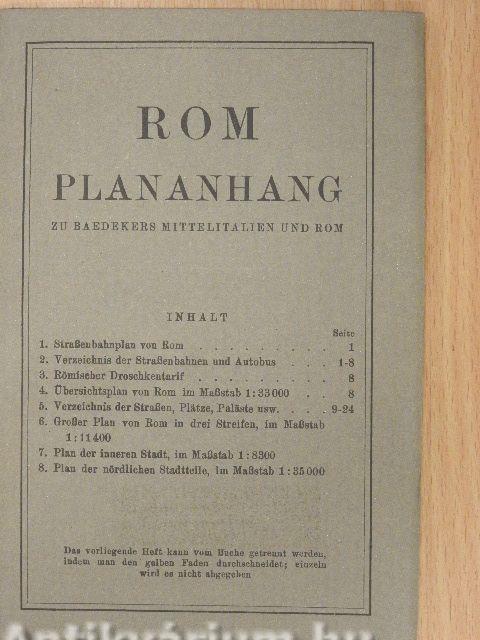 ROM
PLANANHANG
ZU BAEDEKERS MITTELITALIEN UND ROM
INHALT
Seite
1. Straßenbahnplan von Rom . . . . . . . . . . 1
2. Verzeichnis der Straßenbahnen und Autobus . . . 1-8
3. Römischer Droschkentarif . . . . . . . . . . 8
4. Übersichtsplan von Rom im Maßstab 1:33000 . . . 8
5. Verzeichnis der Straßen, Plätze, Paläste usw. . . . 9-24
6. Großer Plan von Rom in drei Streifen, im Maßstab
1:11400
7. Plan der inneren Stadt, im Maßstab 1:8300
8. Plan der nördlichen Stadtteile, im Maßstab 1:35000
Das vorliegende Heft kann vom Buche getrennt werden,
indem man den gelben Faden durchschneidet; einzeln
wird es nicht abgegeben
Antikvárium.hu